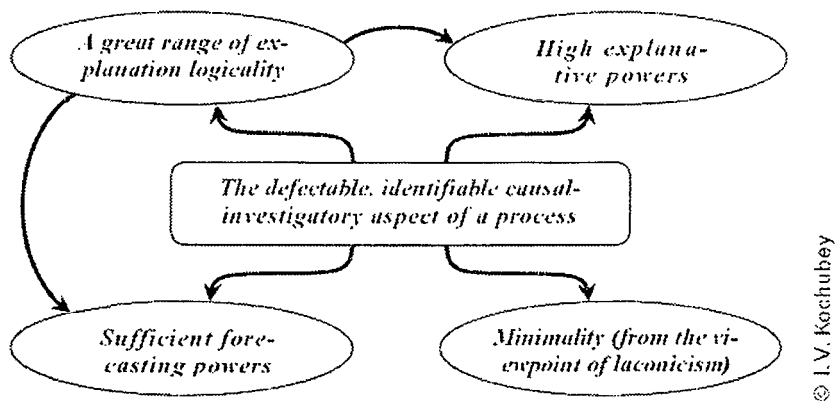 A great range of ex-
planation logicality
High explana-
tive powers
The defectable, identifiable causal-
investigatory aspect of a process
Sufficient fore-
casting powers
Minimality (from the vi-
ewpoint of laconicism)
© I.V. Kochubey